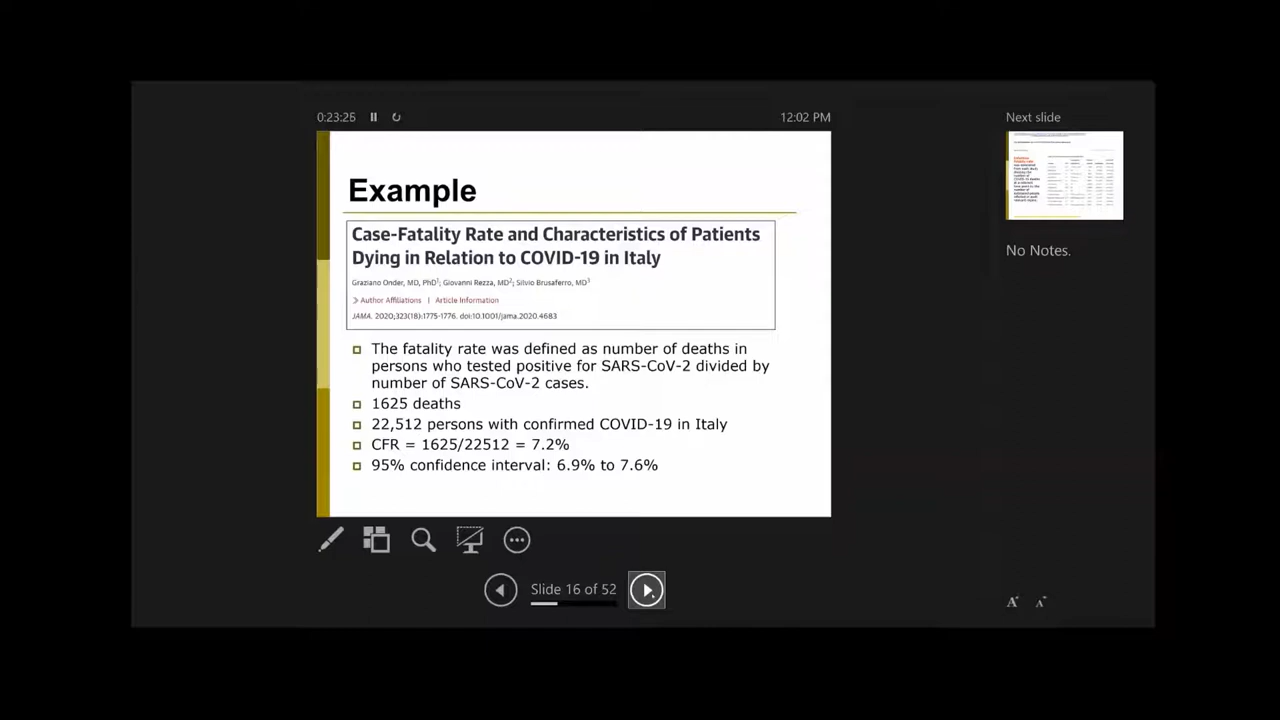 0:23:25
12:02 PM
Next slide
Example
Case-Fatality Rate and Characteristics of Patients
Dying in Relation to COVID-19 in Italy
Graziano Onder, MD, PhD1; Giovanni Rezza, MD2; Silvio Brusaferro, MD3
Author Affiliations | Article Information
JAMA. 2020;323(18):1775-1776. doi:10.1001/jama.2020.4683
The fatality rate was defined as number of deaths in
persons who tested positive for SARS-CoV-2 divided by
number of SARS-CoV-2 cases.
1625 deaths
22,512 persons with confirmed COVID-19 in Italy
CFR = 1625/22512 = 7.2%
95% confidence interval: 6.9% to 7.6%
No Notes.
Slide 16 of 52
A A